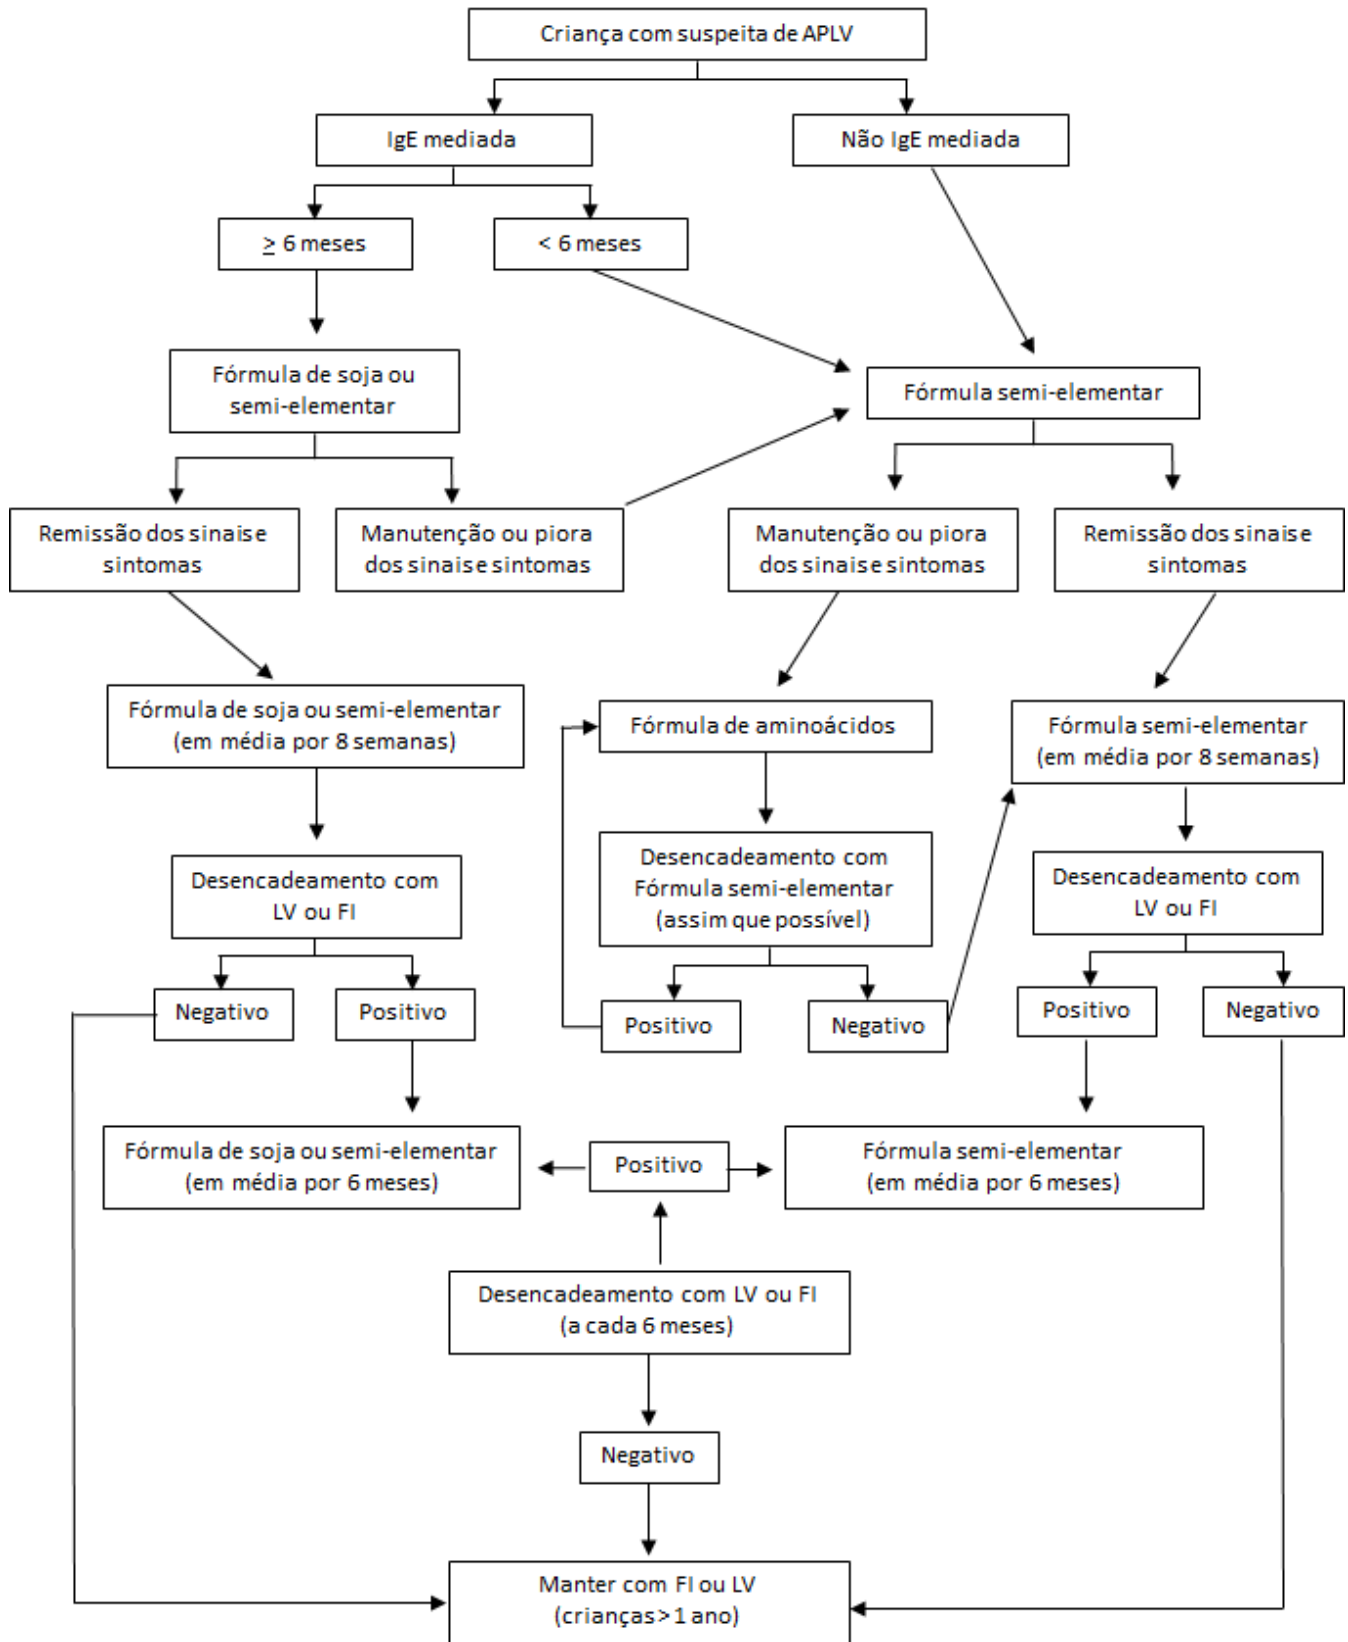 Criança com suspeita de APLV
IgE mediada
Não IgE mediada
≥ 6 meses
< 6 meses
Fórmula de soja ou
semi-elementar
Fórmula semi-elementar
Remissão dos sinais e
sintomas
Manutenção ou piora
dos sinais e sintomas
Manutenção ou piora
dos sinais e sintomas
Remissão dos sinais e
sintomas
Fórmula de soja ou semi-elementar
(em média por 8 semanas)
Fórmula de aminoácidos
Fórmula semi-elementar
(em média por 8 semanas)
Desencadeamento com
LV ou FI
Desencadeamento com
Fórmula semi-elementar
(assim que possível)
Desencadeamento com
LV ou FI
Negativo
Positivo
Positivo
Negativo
Positivo
Negativo
Fórmula de soja ou semi-elementar
(em média por 6 meses)
Positivo
Fórmula semi-elementar
(em média por 6 meses)
Desencadeamento com LV ou FI
(a cada 6 meses)
Negativo
Manter com FI ou LV
(crianças > 1 ano)